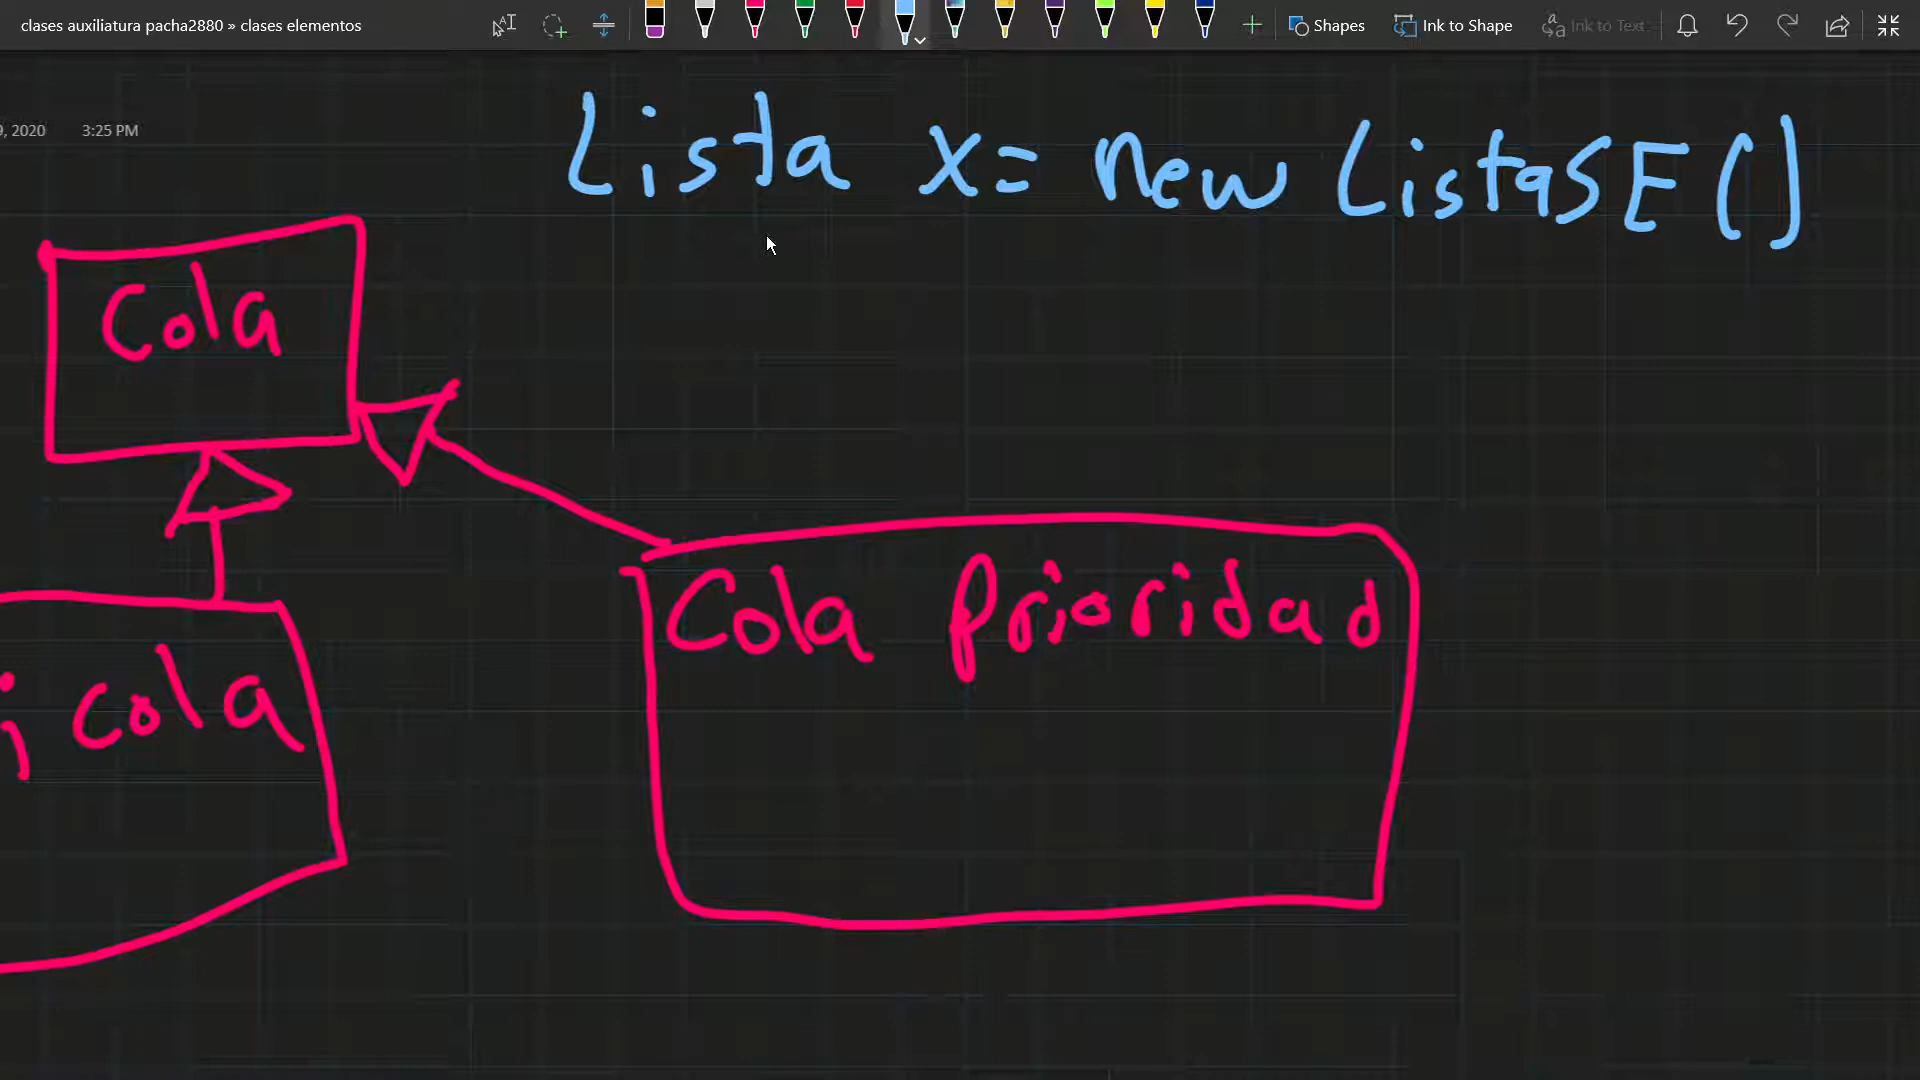 clases auxiliatura pacha2880 » clases elementos
Shapes
Ink to Shape
Ink to Text
9, 2020 3:25 PM
Lista x= new ListaSE()
Cola
Cola Prioridad
cola